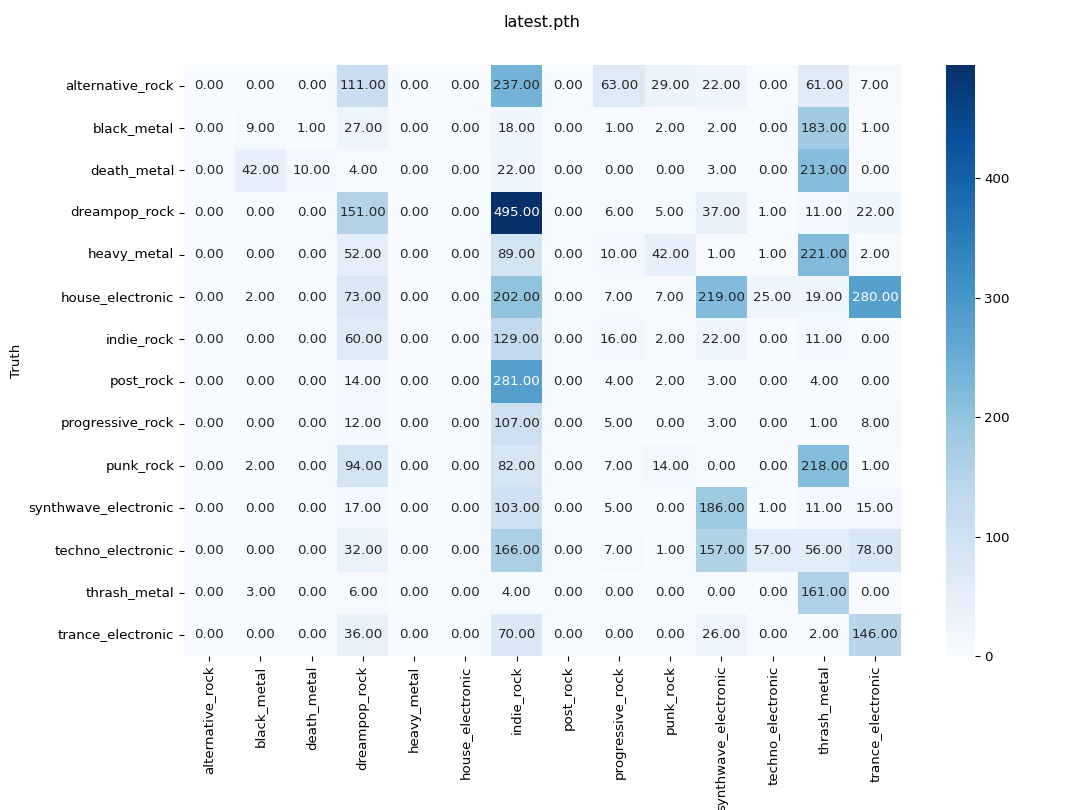 latest.pth
alternative_rock 0.00 0.00 0.00 111.00 0.00 0.00 237.00 0.00 63.00 29.00 22.00 0.00 61.00 7.00
black_metal 0.00 9.00 1.00 27.00 0.00 0.00 18.00 0.00 1.00 2.00 2.00 0.00 183.00 1.00
death_metal 0.00 42.00 10.00 4.00 0.00 0.00 22.00 0.00 0.00 0.00 3.00 0.00 213.00 0.00
400
dreampop_rock 0.00 0.00 0.00 151.00 0.00 0.00 495.00 0.00 6.00 5.00 37.00 1.00 11.00 22.00
heavy_metal 0.00 0.00 0.00 52.00 0.00 0.00 89.00 0.00 10.00 42.00 1.00 1.00 221.00 2.00
house_electronic 0.00 2.00 0.00 73.00 0.00 0.00 202.00 0.00 7.00 7.00 219.00 25.00 19.00 280.00
300
indie_rock 0.00 0.00 0.00 60.00 0.00 0.00 129.00 0.00 16.00 2.00 22.00 0.00 11.00 0.00
Truth
post_rock 0.00 0.00 0.00 14.00 0.00 0.00 281.00 0.00 4.00 2.00 3.00 0.00 4.00 0.00
200
progressive_rock 0.00 0.00 0.00 12.00 0.00 0.00 107.00 0.00 5.00 0.00 3.00 0.00 1.00 8.00
punk_rock 0.00 2.00 0.00 94.00 0.00 0.00 82.00 0.00 7.00 14.00 0.00 0.00 218.00 1.00
synthwave_electronic 0.00 0.00 0.00 17.00 0.00 0.00 103.00 0.00 5.00 0.00 186.00 1.00 11.00 15.00
100
techno_electronic 0.00 0.00 0.00 32.00 0.00 0.00 166.00 0.00 7.00 1.00 157.00 57.00 56.00 78.00
thrash_metal 0.00 3.00 0.00 6.00 0.00 0.00 4.00 0.00 0.00 0.00 0.00 0.00 161.00 0.00
trance_electronic 0.00 0.00 0.00 36.00 0.00 0.00 70.00 0.00 0.00 0.00 26.00 0.00 2.00 146.00
0
alternative_rock
black_metal
death_metal
dreampop_rock
heavy_metal
house_electronic
indie_rock
post_rock
progressive_rock
punk_rock
synthwave_electronic
techno_electronic
thrash_metal
trance_electronic